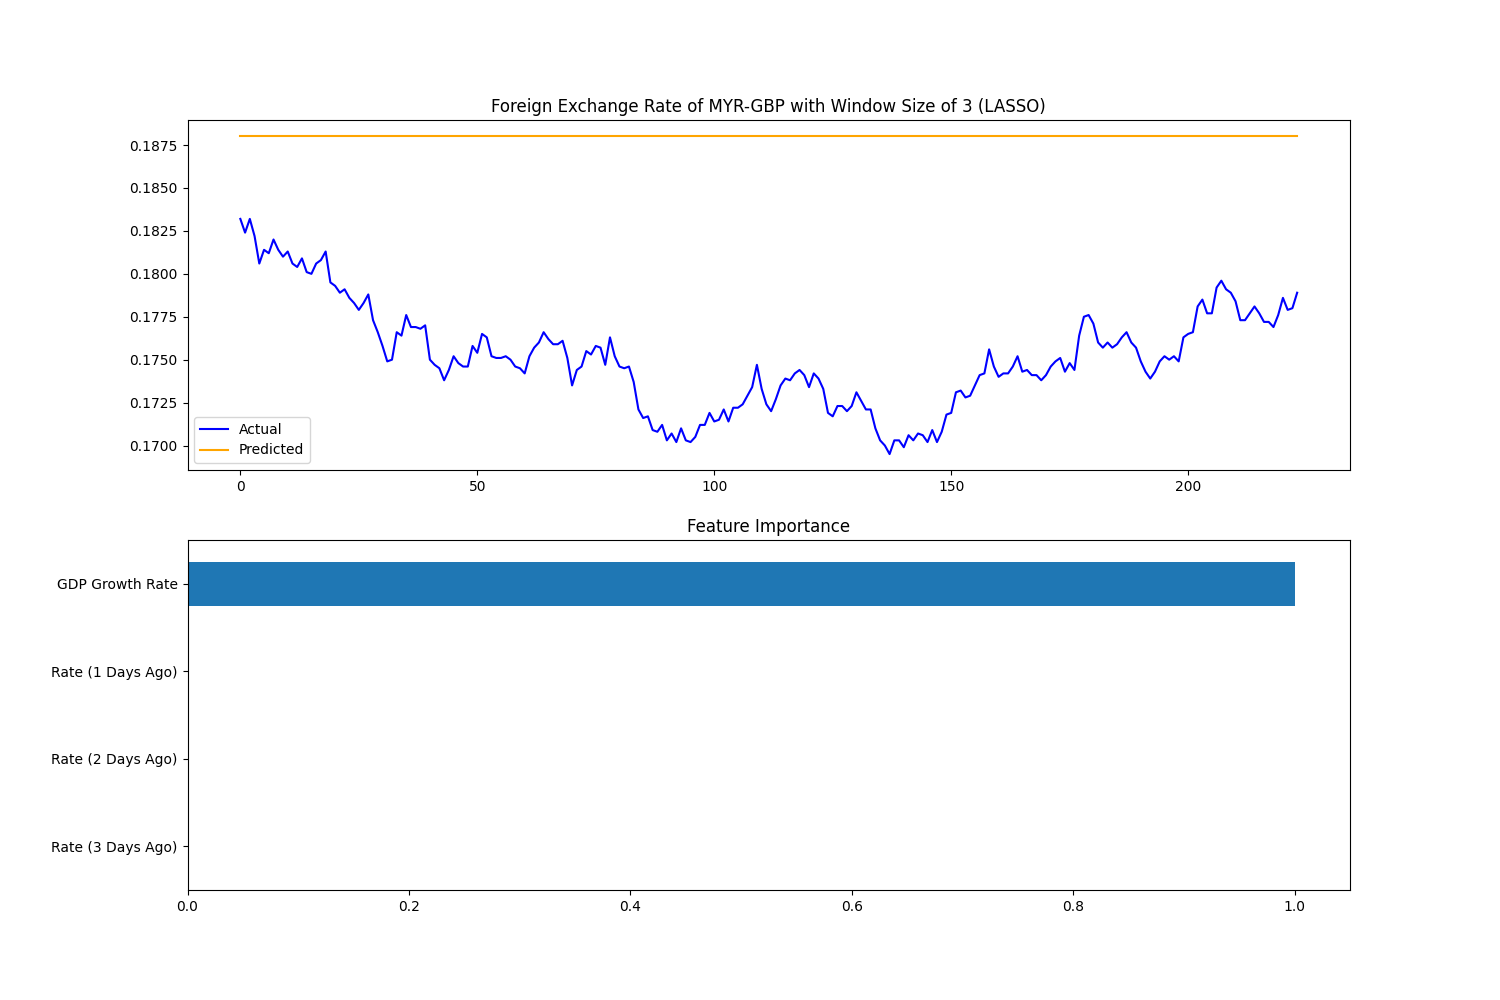 Foreign Exchange Rate of MYR-GBP with Window Size of 3 (LASSO)
0.1875
0.1850
0.1825
0.1800
0.1775
0.1750
0.1725
0.1700
Actual
Predicted
0 50 100 150 200
Feature Importance
GDP Growth Rate
Rate (1 Days Ago)
Rate (2 Days Ago)
Rate (3 Days Ago)
0.0 0.2 0.4 0.6 0.8 1.0